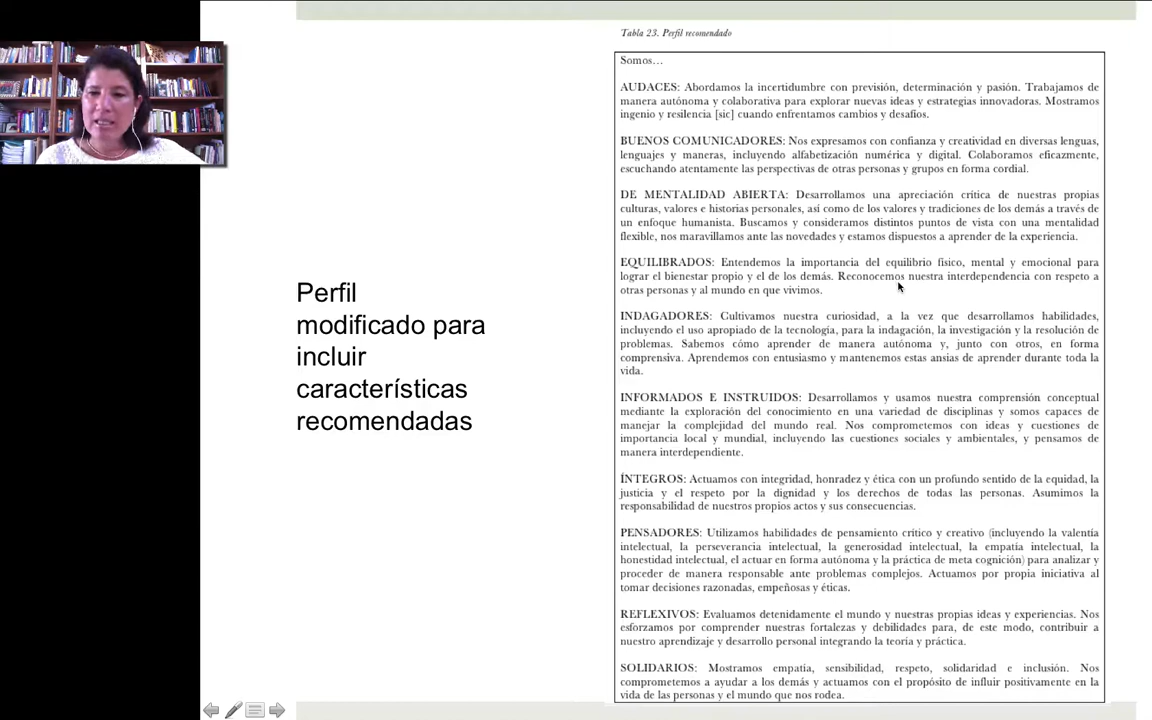 Tabla 23. Perfil recomendado
Somos…
AUDACES: Abordamos la incertidumbre con previsión, determinación y pasión. Trabajamos de
manera autónoma y colaborativa para explorar nuevas ideas y estrategias innovadoras. Mostramos
ingenio y resilencia [sic] cuando enfrentamos cambios y desafíos.
BUENOS COMUNICADORES: Nos expresamos con confianza y creatividad en diversas lenguas,
lenguajes y maneras, incluyendo alfabetización numérica y digital. Colaboramos eficazmente,
escuchando atentamente las perspectivas de otras personas y grupos en forma cordial.
DE MENTALIDAD ABIERTA: Desarrollamos una apreciación crítica de nuestras propias
culturas, valores e historias personales, así como de los valores y tradiciones de los demás a través de
un enfoque humanista. Buscamos y consideramos distintos puntos de vista con una mentalidad
flexible, nos maravillamos ante las novedades y estamos dispuestos a aprender de la experiencia.
EQUILIBRADOS: Entendemos la importancia del equilibrio físico, mental y emocional para
lograr el bienestar propio y el de los demás. Reconocemos nuestra interdependencia con respeto a
otras personas y al mundo en que vivimos.
INDAGADORES: Cultivamos nuestra curiosidad, a la vez que desarrollamos habilidades,
incluyendo el uso apropiado de la tecnología, para la indagación, la investigación y la resolución de
problemas. Sabemos cómo aprender de manera autónoma y, junto con otros, en forma
comprensiva. Aprendemos con entusiasmo y mantenemos estas ansias de aprender durante toda la
vida.
INFORMADOS E INSTRUIDOS: Desarrollamos y usamos nuestra comprensión conceptual
mediante la exploración del conocimiento en una variedad de disciplinas y somos capaces de
manejar la complejidad del mundo real. Nos comprometemos con ideas y cuestiones de
importancia local y mundial, incluyendo las cuestiones sociales y ambientales, y pensamos de
manera interdependiente.
ÍNTEGROS: Actuamos con integridad, honradez y ética con un profundo sentido de la equidad, la
justicia y el respeto por la dignidad y los derechos de todas las personas. Asumimos la
responsabilidad de nuestros propios actos y sus consecuencias.
PENSADORES: Utilizamos habilidades de pensamiento crítico y creativo (incluyendo la valentía
intelectual, la perseverancia intelectual, la generosidad intelectual, la empatía intelectual, la
honestidad intelectual, el actuar en forma autónoma y la práctica de meta cognición) para analizar y
proceder de manera responsable ante problemas complejos. Actuamos por propia iniciativa al
tomar decisiones razonadas, empeñosas y éticas.
REFLEXIVOS: Evaluamos detenidamente el mundo y nuestras propias ideas y experiencias. Nos
esforzamos por comprender nuestras fortalezas y debilidades para, de este modo, contribuir a
nuestro aprendizaje y desarrollo personal integrando la teoría y práctica.
SOLIDARIOS: Mostramos empatía, sensibilidad, respeto, solidaridad e inclusión. Nos
comprometemos a ayudar a los demás y actuamos con el propósito de influir positivamente en la
vida de las personas y el mundo que nos rodea.
Perfil
modificado para
incluir
características
recomendadas